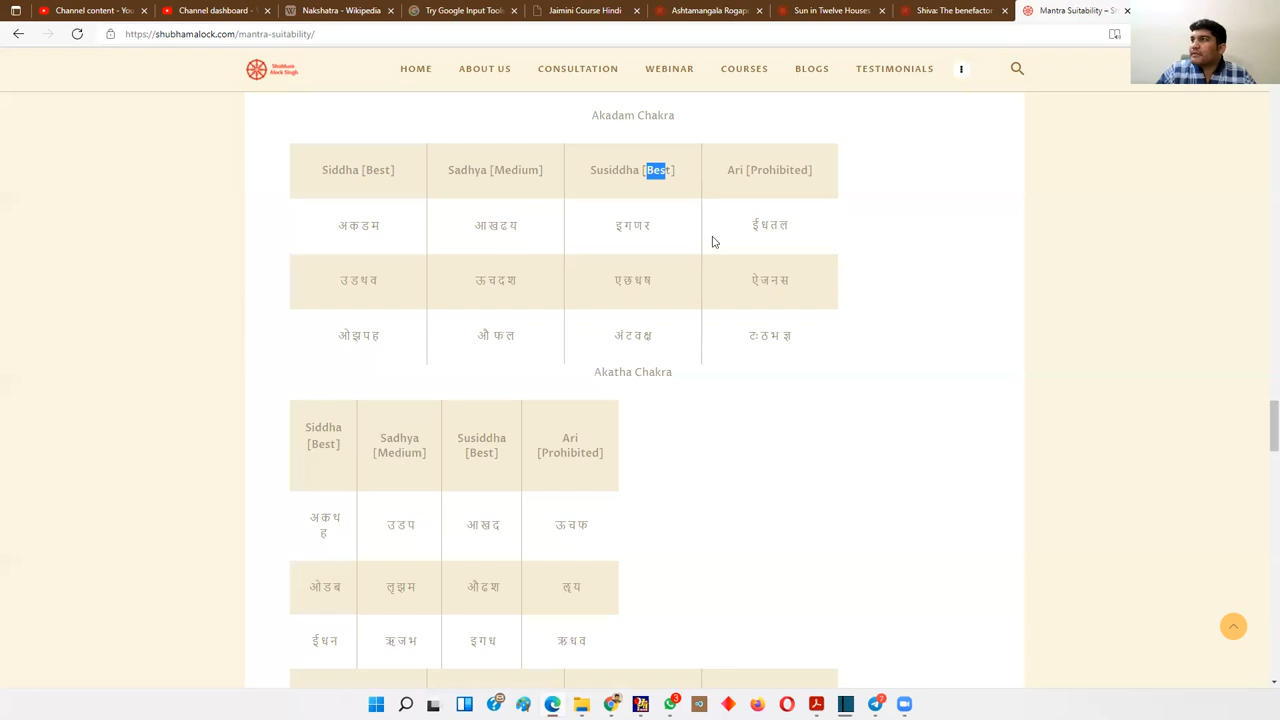 Channel content - You
Channel dashboard -
Nakshatra - Wikipedia
Try Google Input Tools
Jaimini Course Hindi
Ashtamangala Rogap
Sun in Twelve Houses
Shiva: The benefactor
Mantra Suitability – Sh
https://shubhamalock.com/mantra-suitability/
HOME ABOUT US CONSULTATION WEBINAR COURSES BLOGS TESTIMONIALS
Akadam Chakra
Siddha [Best] Sadhya [Medium] Susiddha [Best] Ari [Prohibited]
अ क ड म आ ख ढ य इ ग ण र ई ध त ल
उ ड ध व ऊ च द श ए छ ध ष ऐ ज न स
ओ झ प ह औ फ ल अं ट व क्ष टः ठ भ ज्ञ
Akatha Chakra
Siddha
[Best]
Sadhya
[Medium]
Susiddha
[Best]
Ari
[Prohibited]
अ क थ
ह
उ ड प आ ख द ऊ च फ
ओ ड ब लृ झ म औ ढ श ल् य
ई ध न ऋ ज भ इ ग ध ऋ ध व